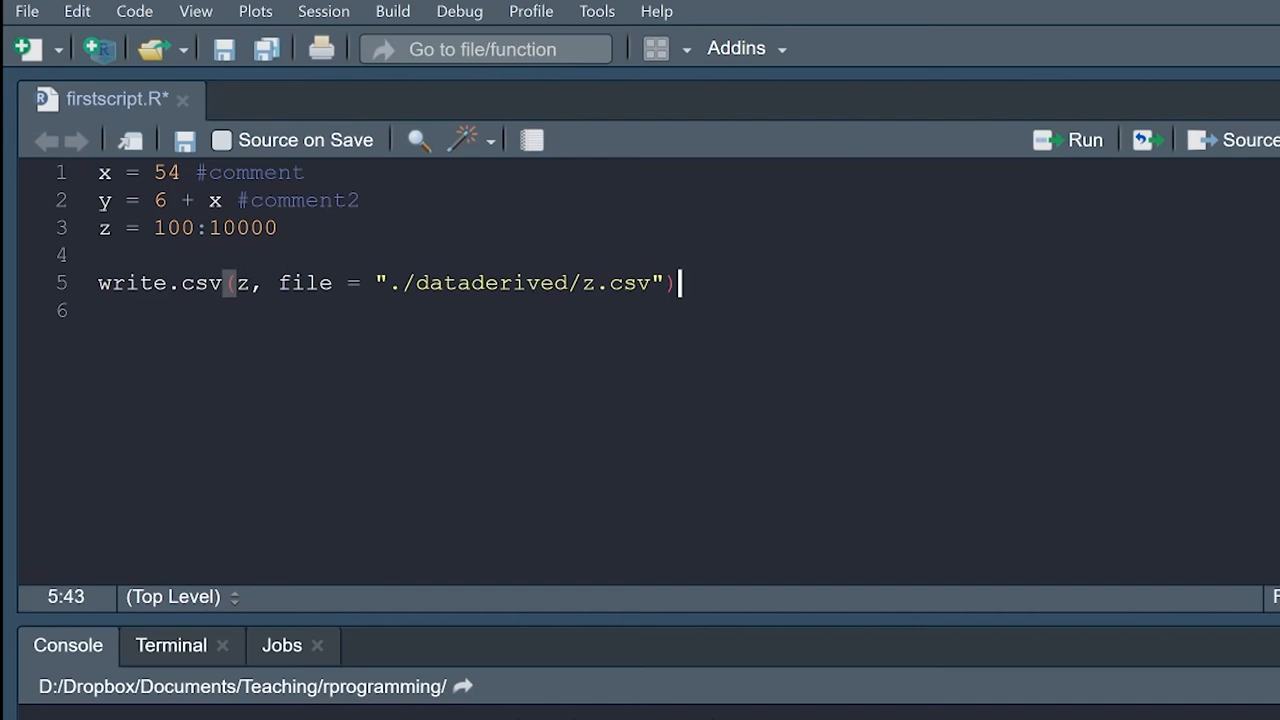 File Edit Code View Plots Session Build Debug Profile Tools Help
Go to file/function Addins
firstscript.R*
Source on Save Run Source
1 x = 54 #comment
2 y = 6 + x #comment2
3 z = 100:10000
4
5 write.csv(z, file = "./dataderived/z.csv")
6
5:43 (Top Level)
Console Terminal Jobs
D:/Dropbox/Documents/Teaching/rprogramming/